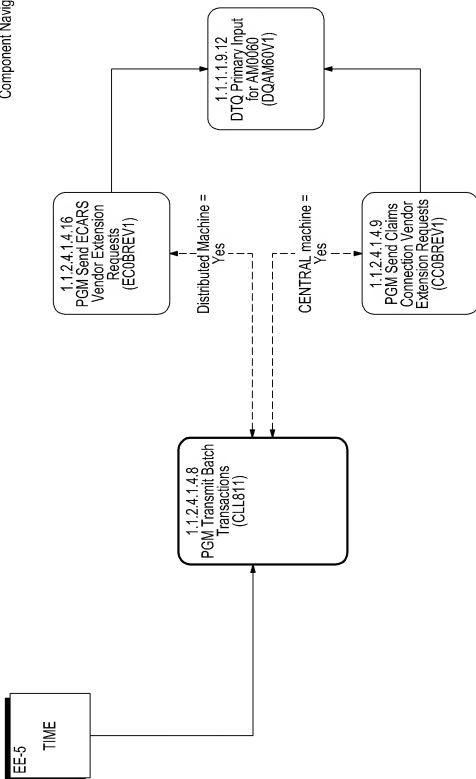 Component Navig
EE-5
TIME
1.1.2.4.1.4.8
PGM Transmit Batch
Transactions
(CLL811)
Distributed Machine =
Yes
CENTRAL machine =
Yes
1.1.2.4.1.4.16
PGM Send ECARS
Vendor Extension
Requests
(EC0BREV1)
1.1.2.4.1.4.9
PGM Send Claims
Connection Vendor
Extension Requests
(CC0BREV1)
1.1.1.1.9.12
DTQ Primary Input
for AM0060
(DQAM60V1)